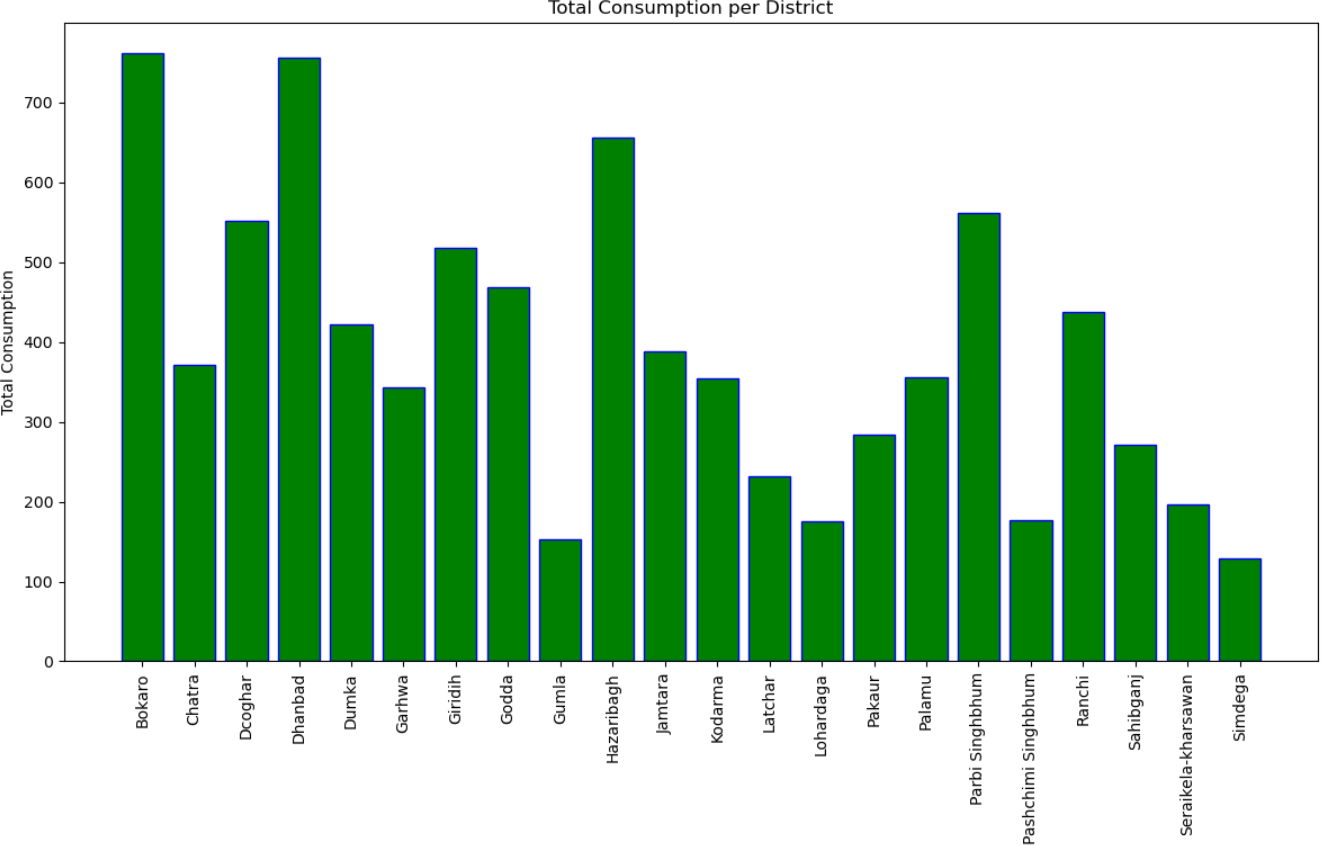 Total Consumption per District
Total Consumption
700
600
500
400
300
200
100
0
Bokaro
Chatra
Dcoghar
Dhanbad
Dumka
Garhwa
Giridih
Godda
Gumla
Hazaribagh
Jamtara
Kodarma
Latchar
Lohardaga
Pakaur
Palamu
Parbi Singhbhum
Pashchimi Singhbhum
Ranchi
Sahibganj
Seraikela-kharsawan
Simdega